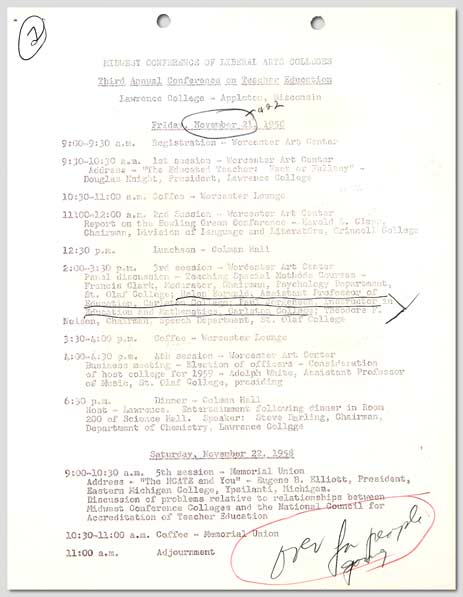 2
MIDWEST CONFERENCE OF LIBERAL ARTS COLLEGES
Third Annual Conference on Teacher Education
Lawrence College - Appleton, Wisconsin
+ 22
Friday, November 21, 1958
9:00-9:30 a.m. Registration - Worcester Art Center
9:30-10:30 a.m. 1st session - Worcester Art Center
Address - "The Educated Teacher: Fact or Fallacy" -
Douglas Knight, President, Lawrence College
10:30-11:00 a.m. Coffee - Worcester Lounge
11:00-12:00 a.m. 2nd Session - Worcester Art Center
Report on the Bowling Green Conference - Harold L. Clapp,
Chairman, Division of Language and Literature, Grinnell College
12:30 p.m. Luncheon - Colman Hall
2:00-3:30 p.m. 3rd session - Worcester Art Center
Panel discussion - Teaching Special Methods Courses -
Francis Clark, Moderator, Chairman, Psychology Department,
St. Olaf College; Helen Assistant Professor of
Education, Carleton College; Instructor in
Education and Mathematics, Carleton College; Theodore F.
Nelson, Chairman, Speech Department, St. Olaf College
3:30-4:00 p.m. Coffee - Worcester Lounge
4:00-4:30 p.m. 4th session - Worcester Art Center
Business meeting - Election of officers - Consideration
of host college for 1959 - Adolph White, Assistant Professor
of Music, St. Olaf College, presiding
6:30 p.m. Dinner - Colman Hall
Host - Lawrence. Entertainment following dinner in Room
200 of Science Hall. Speaker: Steve Darling, Chairman,
Department of Chemistry, Lawrence College
Saturday, November 22, 1958
9:00-10:30 a.m. 5th session - Memorial Union
Address - "The NCATE and You" - Eugene B. Elliott, President,
Eastern Michigan College, Ypsilanti, Michigan.
Discussion of problems relative to relationships between
Midwest Conference Colleges and the National Council for
Accreditation of Teacher Education
10:30-11:00 a.m. Coffee - Memorial Union
11:00 a.m. Adjournment
over for people
going